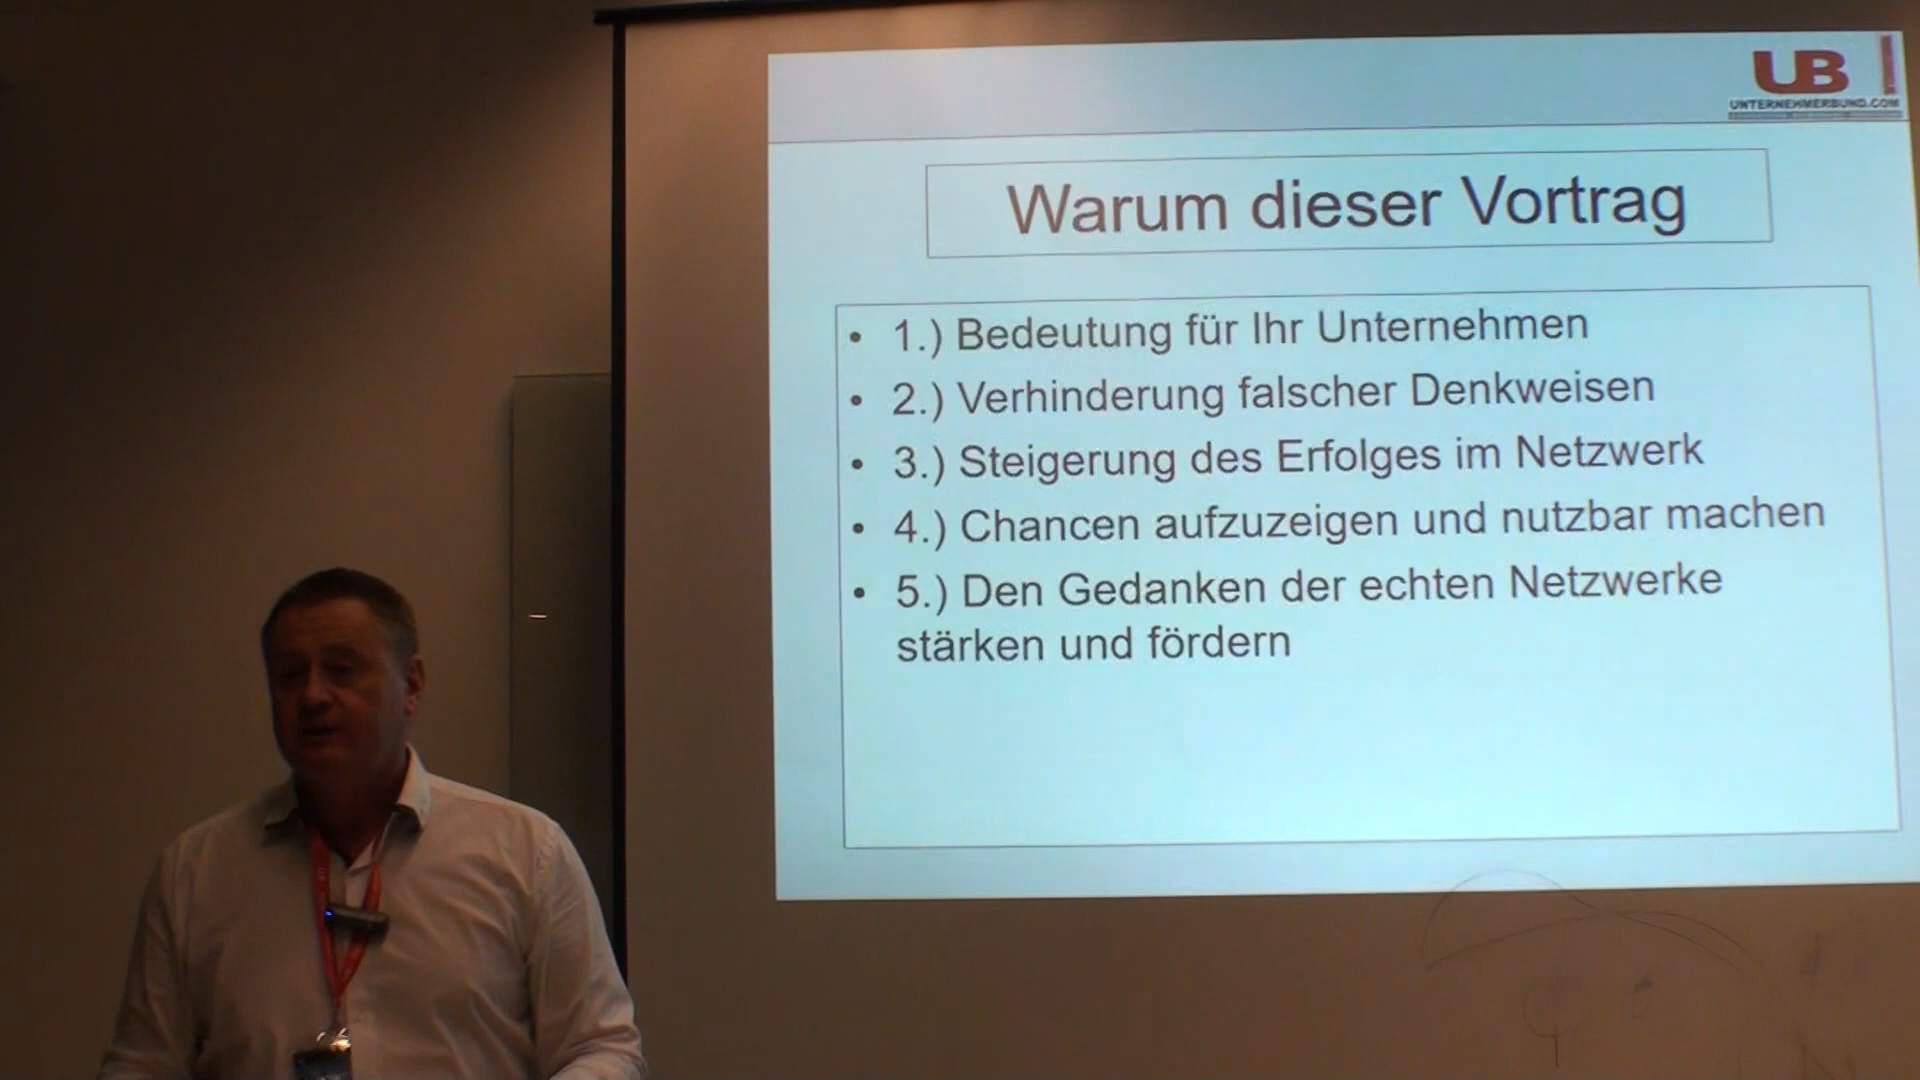 UB
UNTERNEHMERBUND.COM
Warum dieser Vortrag
• 1.) Bedeutung für Ihr Unternehmen
• 2.) Verhinderung falscher Denkweisen
• 3.) Steigerung des Erfolges im Netzwerk
• 4.) Chancen aufzuzeigen und nutzbar machen
• 5.) Den Gedanken der echten Netzwerke
stärken und fördern